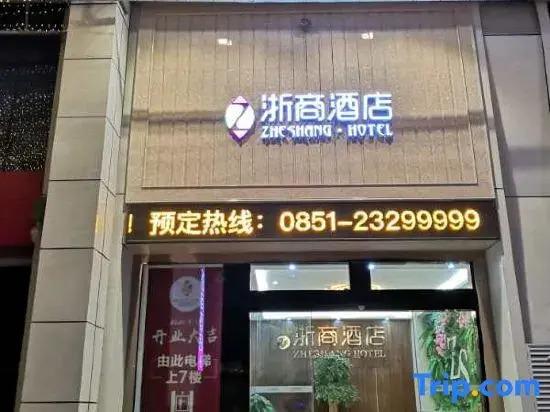 浙商酒店
ZHESHANG·HOTEL
! 预定热线：0851-23299999
开业大吉
由此电梯
上7楼
浙商酒店
ZHESHANG HOTEL
Trip.com